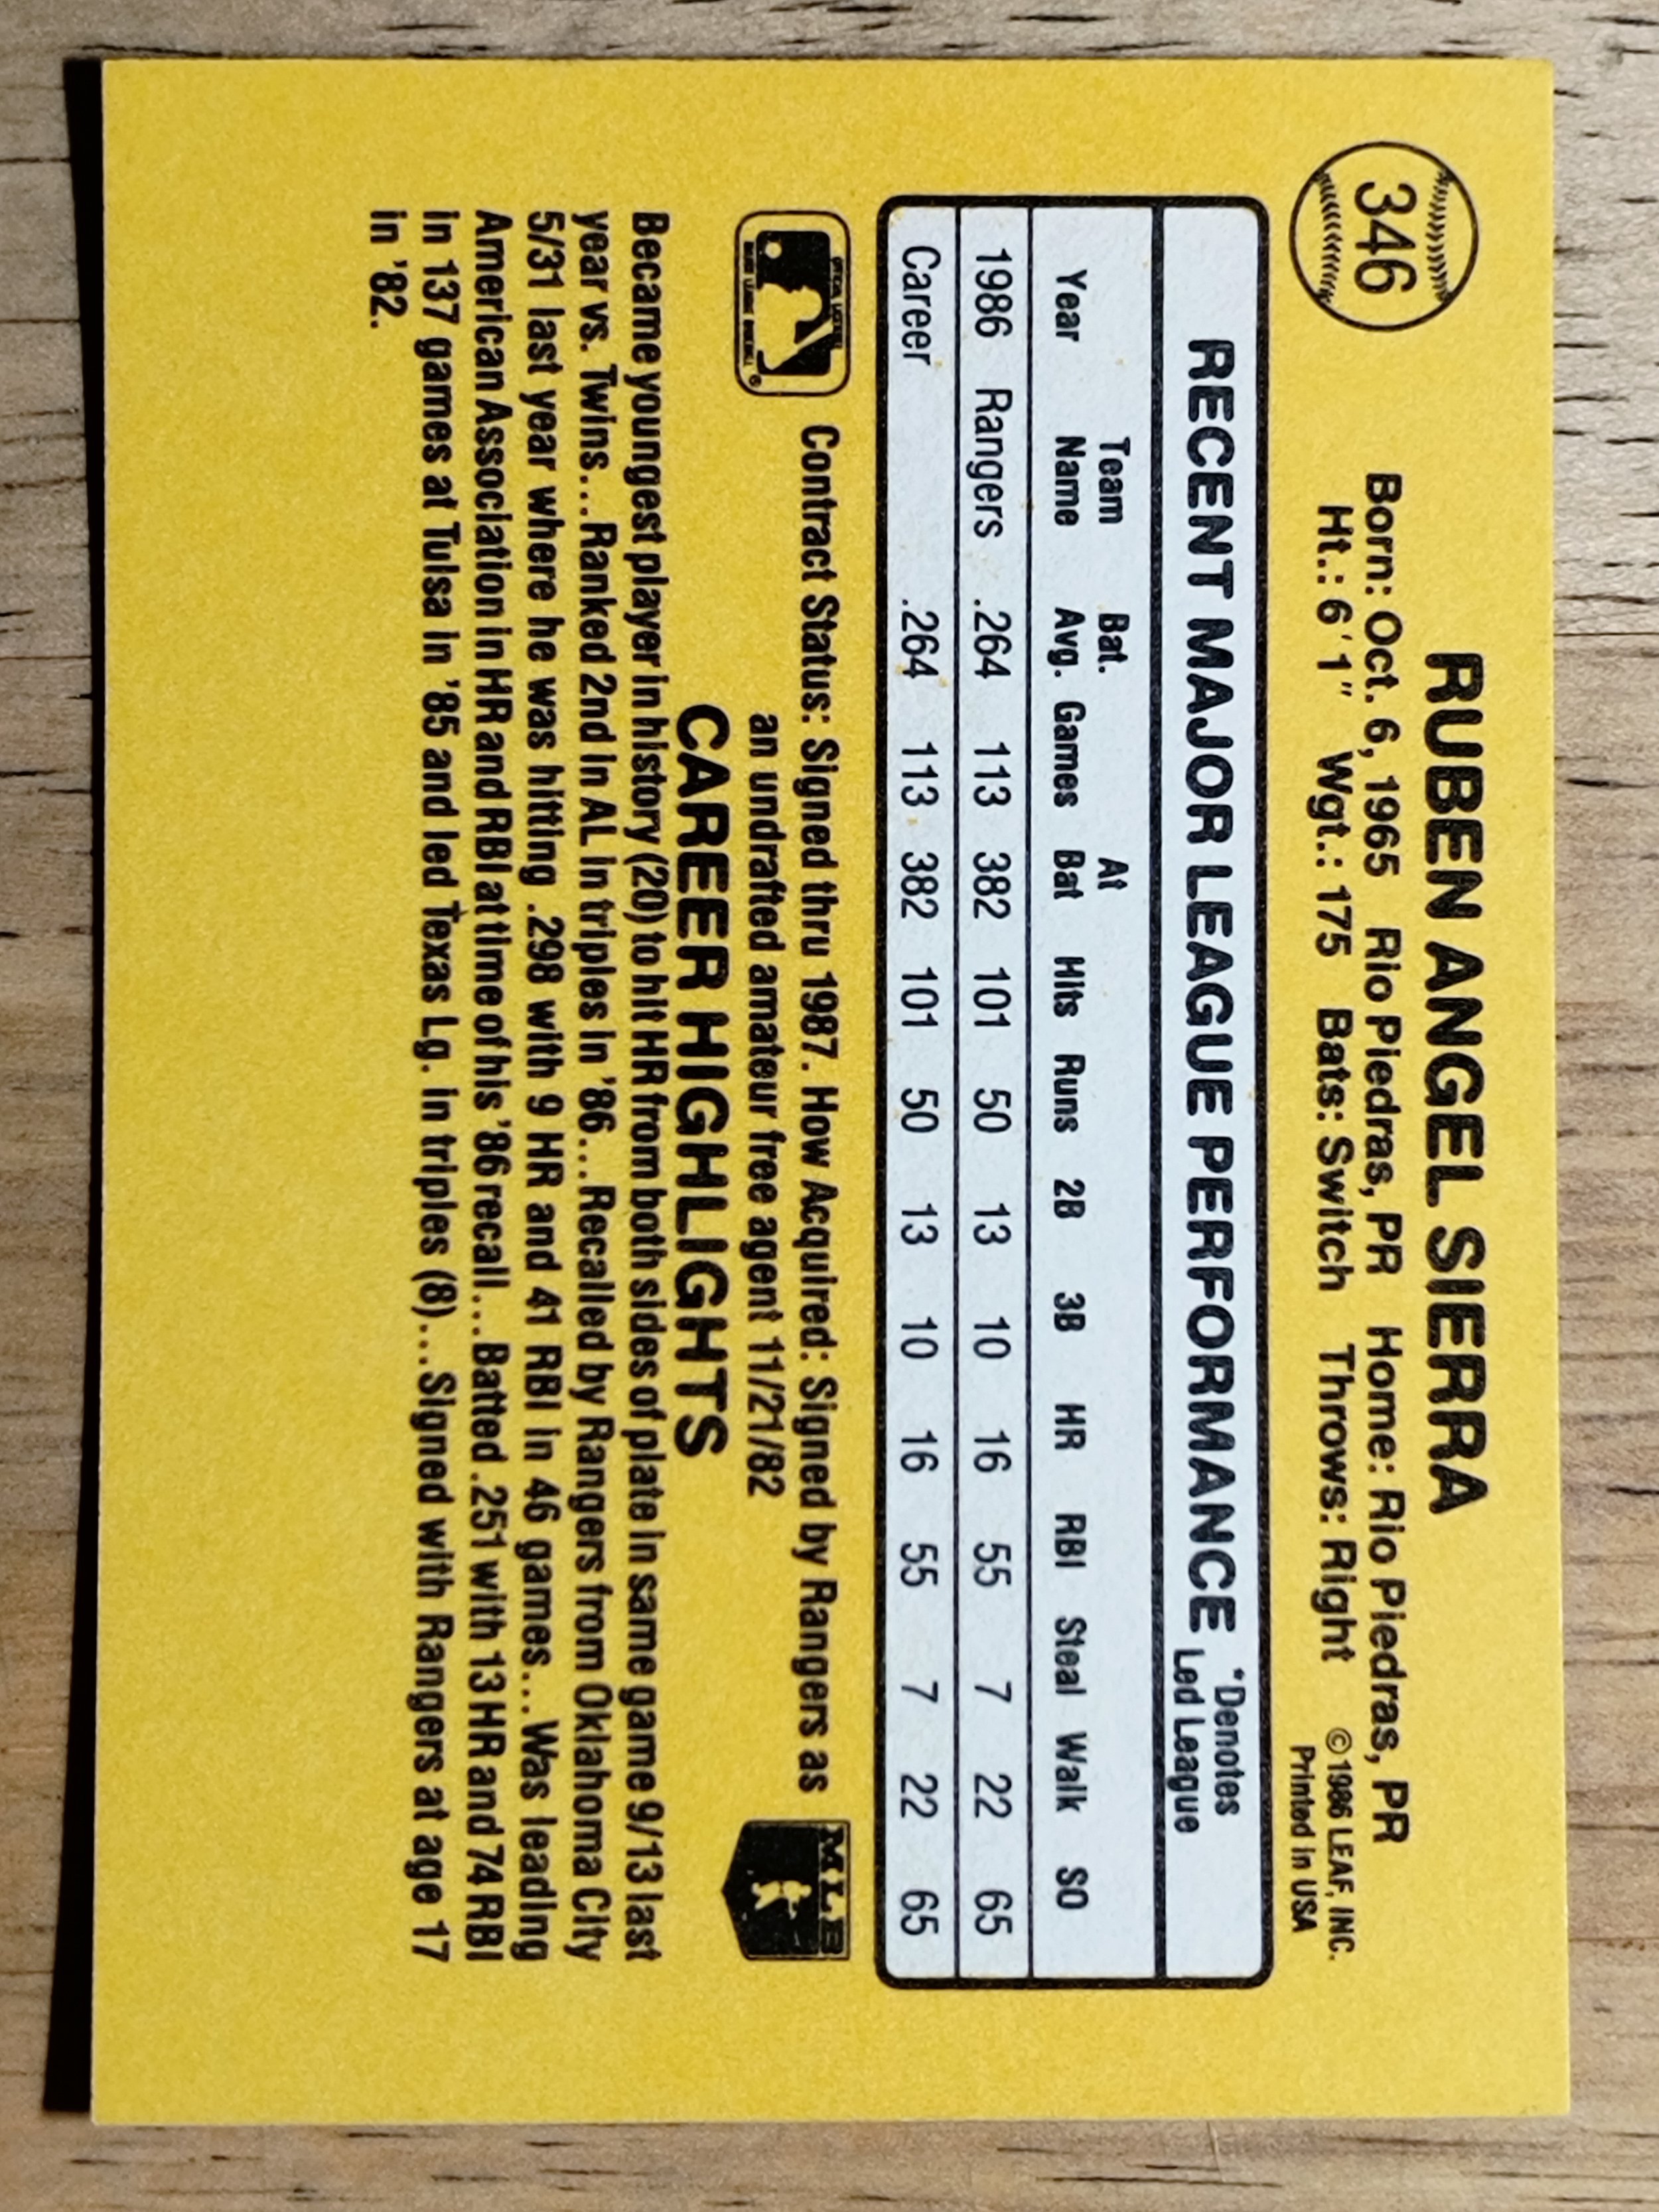 346
RUBEN ANGEL SIERRA
Born: Oct. 6, 1965 Rio Piedras, PR Home: Rio Piedras, PR
Ht.: 6′1″ Wgt.: 175 Bats: Switch Throws: Right
©1986 LEAF, INC.
Printed in USA
RECENT MAJOR LEAGUE PERFORMANCE
*Denotes
Led League
Team Bat. At
Year Name Avg. Games Bat Hits Runs 2B 3B HR RBI Steal Walk SO
1986 Rangers .264 113 382 101 50 13 10 16 55 7 22 65
Career .264 113 382 101 50 13 10 16 55 7 22 65
Contract Status: Signed thru 1987. How Acquired: Signed by Rangers as
an undrafted amateur free agent 11/21/82
MLB
CAREER HIGHLIGHTS
Became youngest player in history (20) to hit HR from both sides of plate in same game 9/13 last
year vs. Twins...Ranked 2nd in AL in triples in '86...Recalled by Rangers from Oklahoma City
5/31 last year where he was hitting .298 with 9 HR and 41 RBI in 46 games...Was leading
American Association in HR and RBI at time of his '86 recall...Batted .251 with 13 HR and 74 RBI
in 137 games at Tulsa in '85 and led Texas Lg. in triples (8)...Signed with Rangers at age 17
in '82.